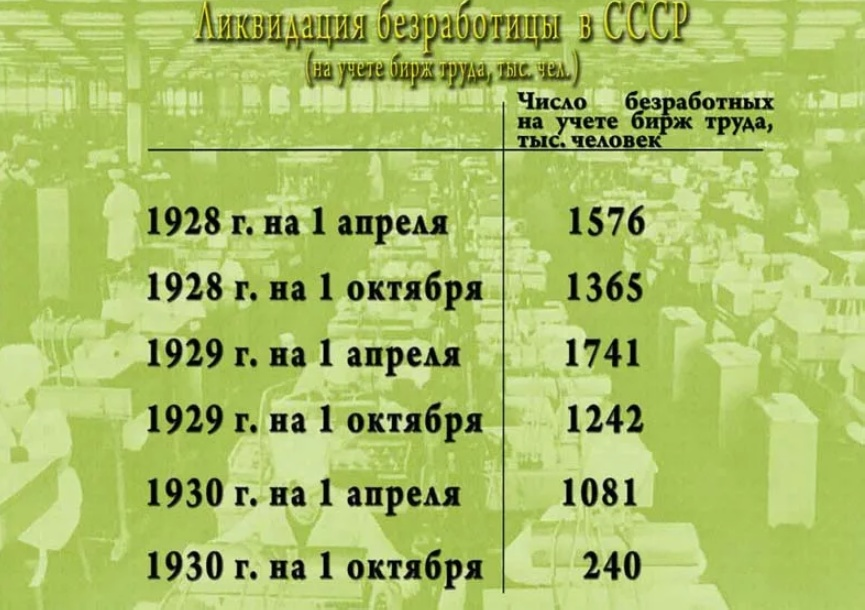 Ликвидация безработицы в СССР
(на учете бирж труда, тыс. чел.)
Число безработных
на учете бирж труда,
тыс. человек
1928 г. на 1 апреля 1576
1928 г. на 1 октября 1365
1929 г. на 1 апреля 1741
1929 г. на 1 октября 1242
1930 г. на 1 апреля 1081
1930 г. на 1 октября 240